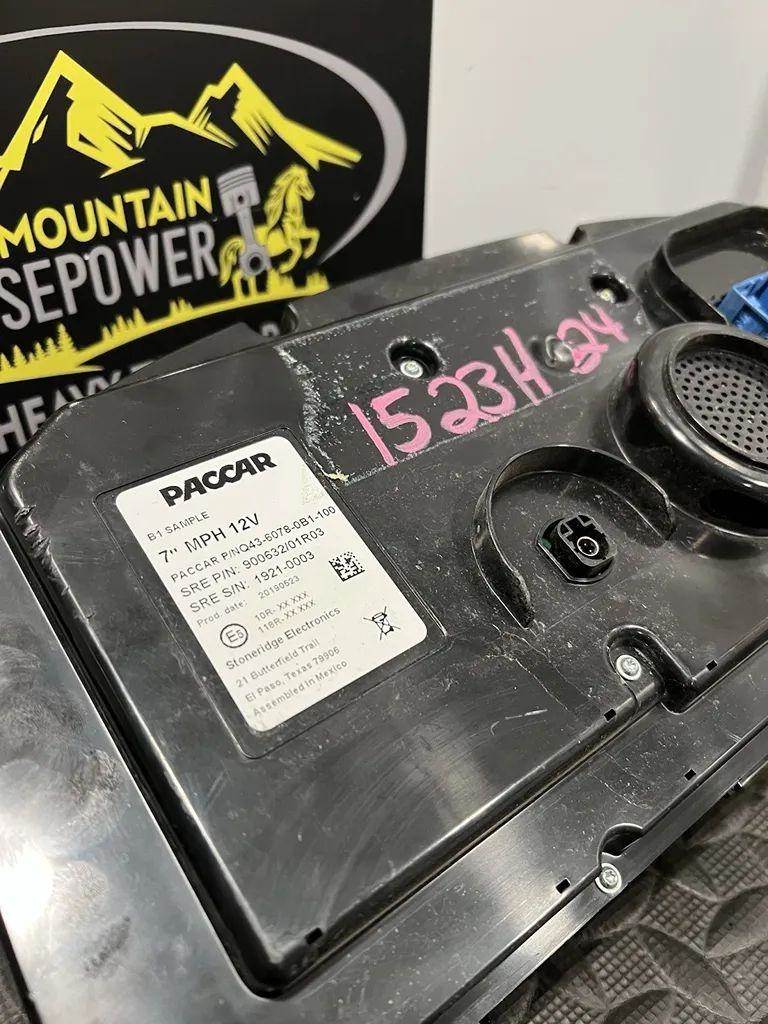 MOUNTAIN
SEPOWER
HEAVY
1523H 24
PACCAR
B1 SAMPLE
7" MPH 12V
PACCAR P/NQ43-6078-0B1-100
SRE P/N: 900632/01R03
SRE S/N: 1921-0003
Prod. date: 20190523
E5
10R-XX XXX
118R-XX XXX
Stoneridge Electronics
21 Butterfield Trail
El Paso, Texas 79906
Assembled in Mexico